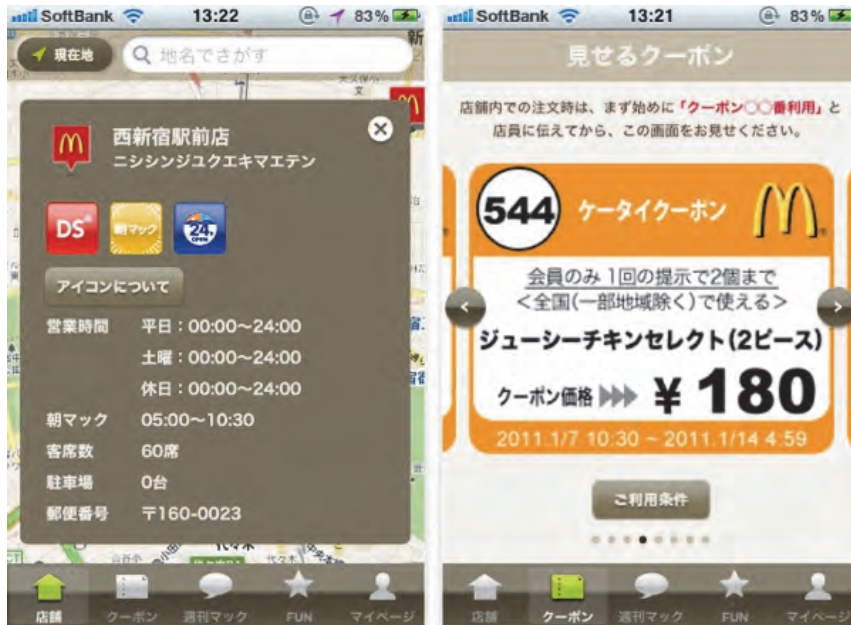 SoftBank 13:22 83%
現在地 地名でさがす
西新宿駅前店
ニシシンジユクエキマエテン
DS 朝マック 24 OPEN
アイコンについて
営業時間 平日:00:00〜24:00
土曜:00:00〜24:00
休日:00:00〜24:00
朝マック 05:00〜10:30
客席数 60席
駐車場 0台
郵便番号 〒160-0023
代々木
店舗 クーポン 週刊マック FUN マイページ
SoftBank 13:21 83%
見せるクーポン
店舗内での注文時は、まず始めに「クーポン○○番利用」と
店員に伝えてから、この画面をお見せください。
544 ケータイクーポン
会員のみ 1回の提示で2個まで
<全国(一部地域除く)で使える>
ジューシーチキンセレクト(2ピース)
クーポン価格 ¥180
2011.1/7 10:30 ~ 2011.1/14 4:59
ご利用条件
店舗 クーポン 週刊マック FUN マイページ